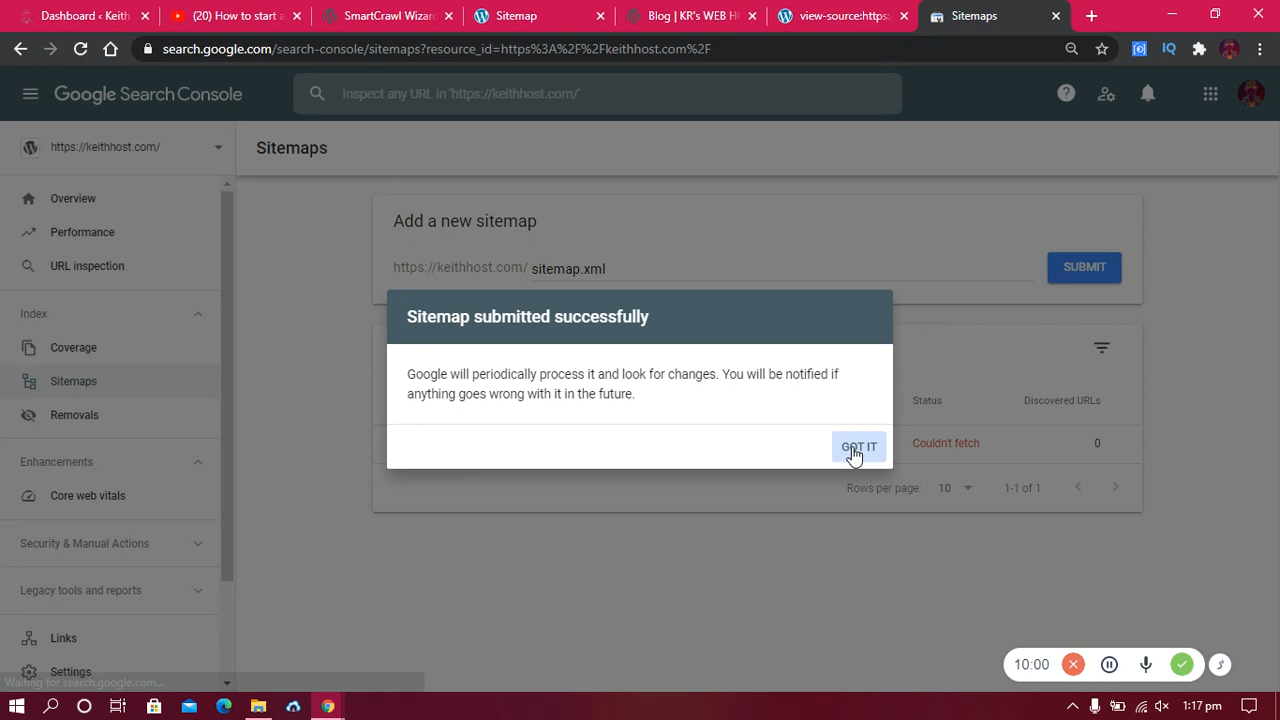 Dashboard ‹ Keith
(20) How to start a
SmartCrawl Wizar
Sitemap
Blog | KR's WEB H
view-source:https:
Sitemaps
search.google.com/search-console/sitemaps?resource_id=https%3A%2F%2Fkeithhost.com%2F
IQ
Google Search Console
Inspect any URL in "https://keithhost.com/"
https://keithhost.com/
Sitemaps
Overview
Performance
URL inspection
Index
Coverage
Sitemaps
Removals
Enhancements
Core web vitals
Security & Manual Actions
Legacy tools and reports
Links
Settings
Add a new sitemap
https://keithhost.com/ sitemap.xml
SUBMIT
Sitemap submitted successfully
Google will periodically process it and look for changes. You will be notified if
anything goes wrong with it in the future.
GOT IT
Status
Discovered URLs
Couldn't fetch
0
Rows per page: 10
1-1 of 1
10:00
Waiting for search.google.com...
1:17 pm